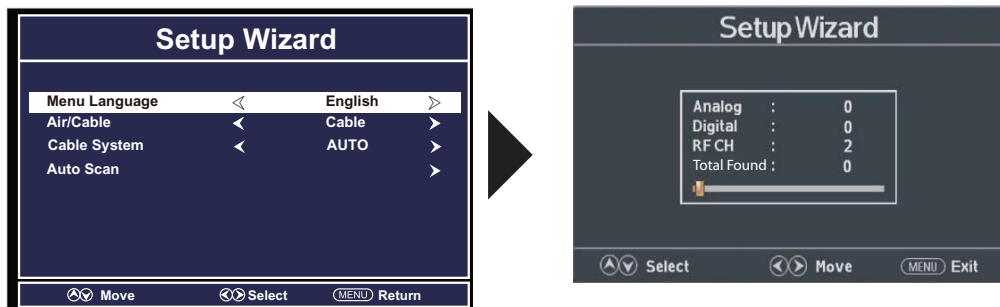 Setup Wizard
Menu Language English
Air/Cable Cable
Cable System AUTO
Auto Scan
Move Select MENU Return
Setup Wizard
Analog : 0
Digital : 0
RF CH : 2
Total Found : 0
Select Move MENU Exit